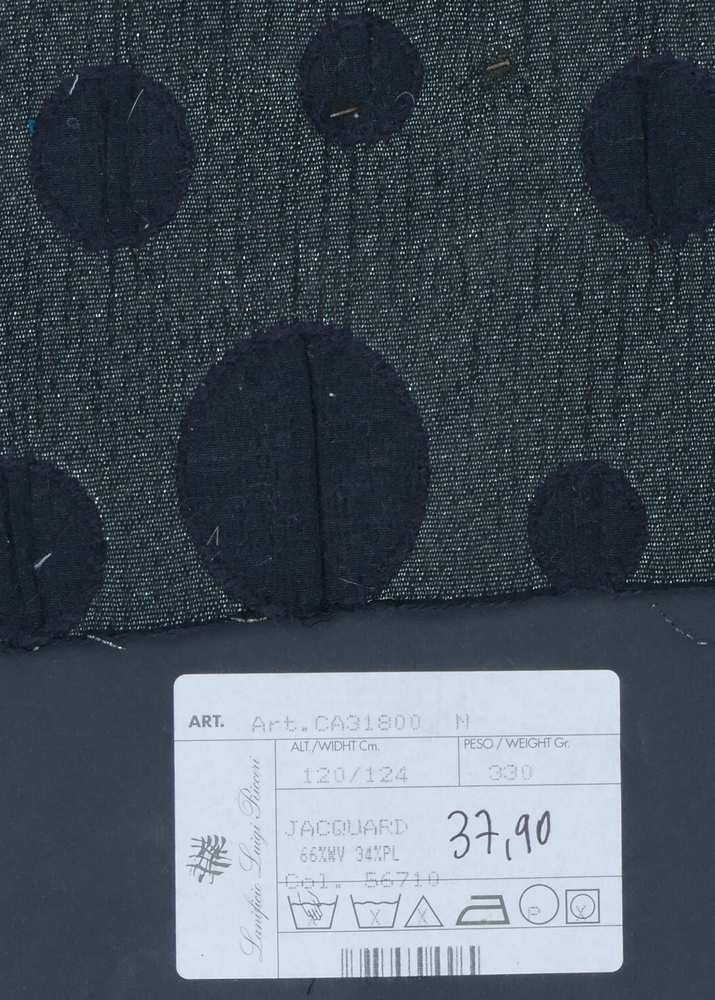 ART. Art.CA31800 M
ALT./WIDHT Cm. PESO / WEIGHT Gr.
120/124 330
Lanificio Luigi Ricceri
JACQUARD 37,90
66%WV 34%PL
Col. 56710
X X X P Y